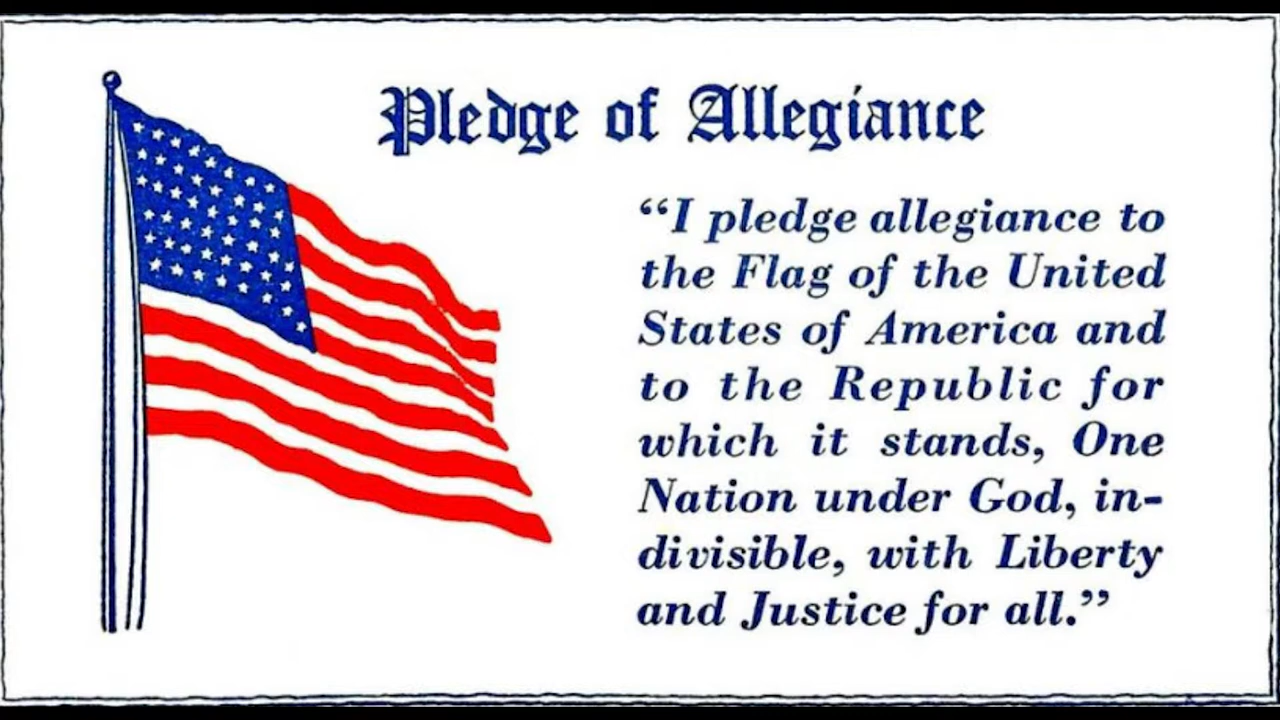 Pledge of Allegiance
“I pledge allegiance to
the Flag of the United
States of America and
to the Republic for
which it stands, One
Nation under God, in-
divisible, with Liberty
and Justice for all.”